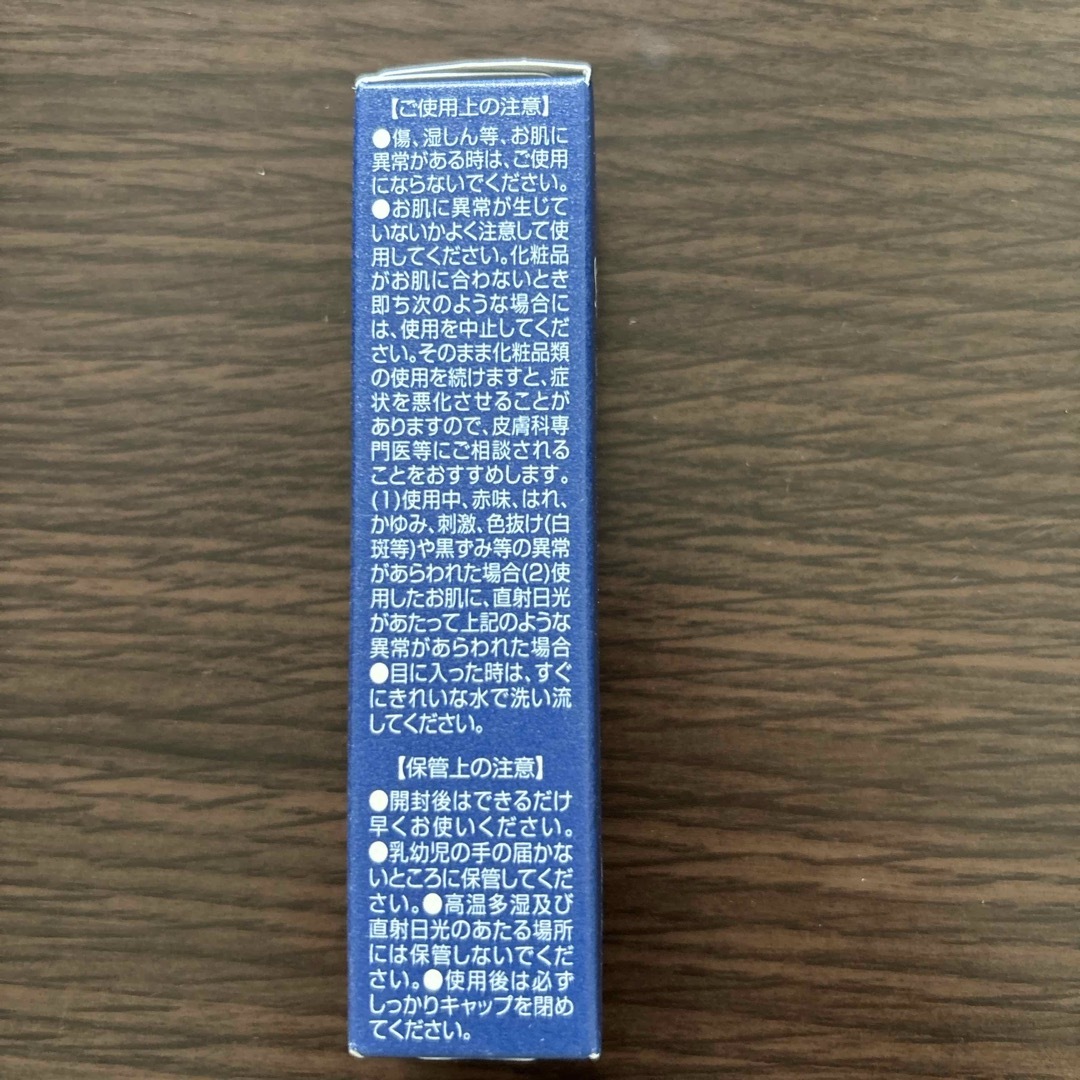 【ご使用上の注意】
●傷、湿しん等、お肌に
異常がある時は、ご使用
にならないでください。
●お肌に異常が生じて
いないかよく注意して使
用してください。化粧品
がお肌に合わないとき
即ち次のような場合に
は、使用を中止してくだ
さい。そのまま化粧品類
の使用を続けますと、症
状を悪化させることが
ありますので、皮膚科専
門医等にご相談される
ことをおすすめします。
(1)使用中、赤味、はれ、
かゆみ、刺激、色抜け(白
斑等)や黒ずみ等の異常
があらわれた場合(2)使
用したお肌に、直射日光
があたって上記のような
異常があらわれた場合
●目に入った時は、すぐ
にきれいな水で洗い流
してください。
【保管上の注意】
●開封後はできるだけ
早くお使いください。
●乳幼児の手の届かな
いところに保管してくだ
さい。●高温多湿及び
直射日光のあたる場所
には保管しないでくだ
さい。●使用後は必ず
しっかりキャップを閉め
てください。